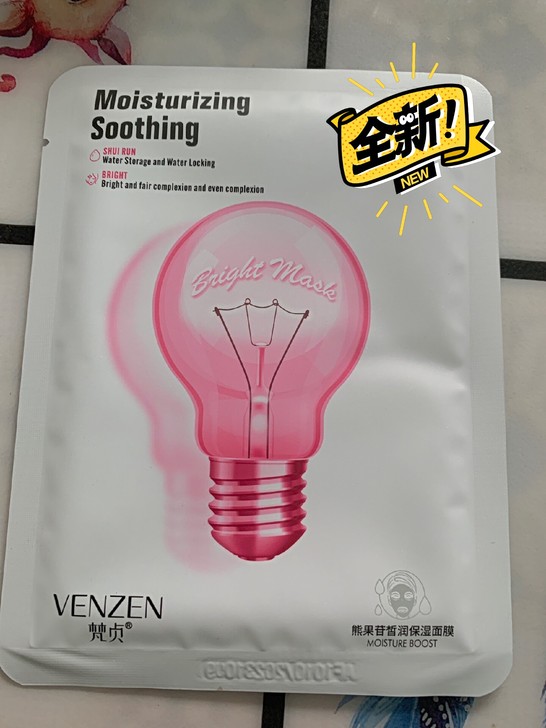 Moisturizing
Soothing
SHUI RUN
Water Storage and Water Locking
BRIGHT
Bright and fair complexion and even complexion
全新!
NEW
Bright Mask
VENZEN
梵贞®
熊果苷皙润保湿面膜
MOISTURE BOOST